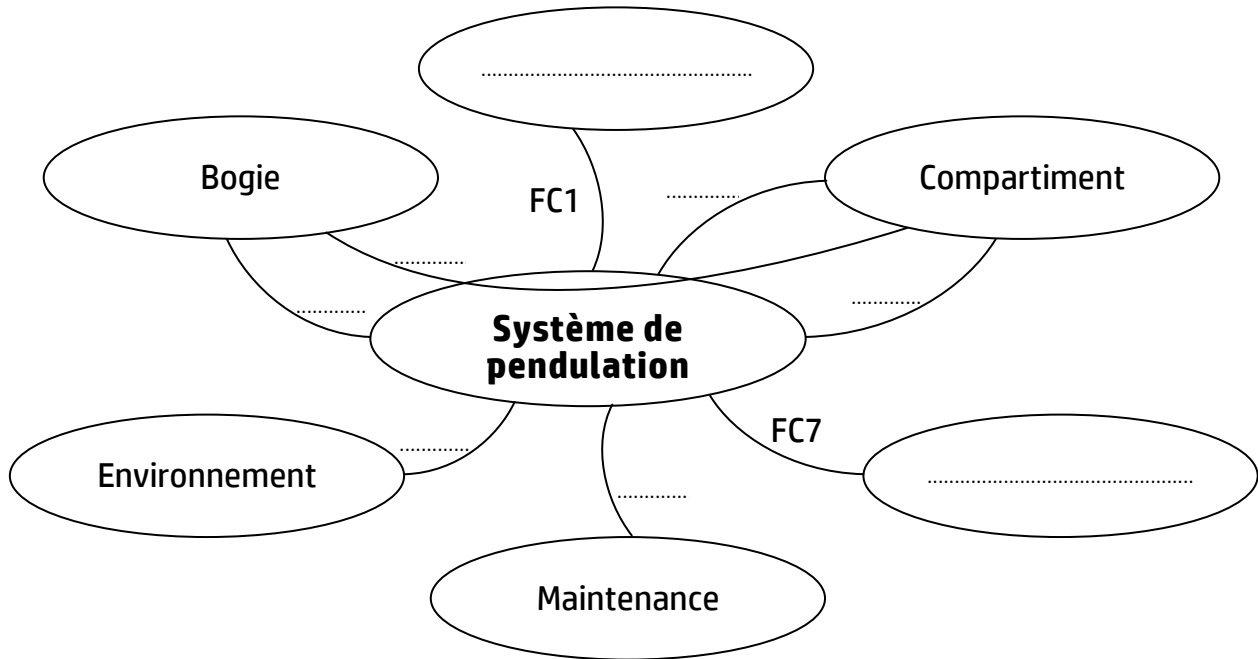 ..............................................
Bogie
FC1
............
Compartiment
............
............
............
Système de
pendulation
Environnement
............
FC7
..............................................
............
Maintenance